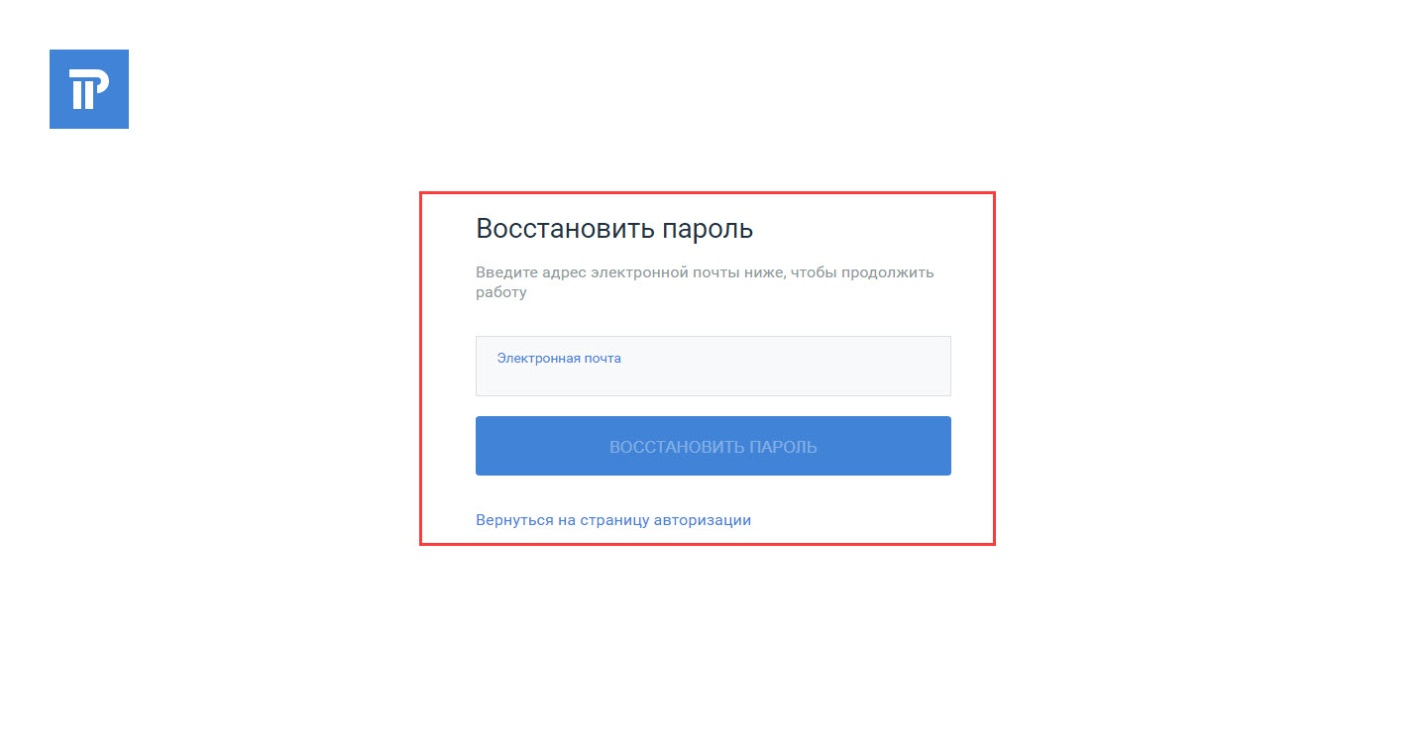 Восстановить пароль
Введите адрес электронной почты ниже, чтобы продолжить
работу
Электронная почта
ВОССТАНОВИТЬ ПАРОЛЬ
Вернуться на страницу авторизации